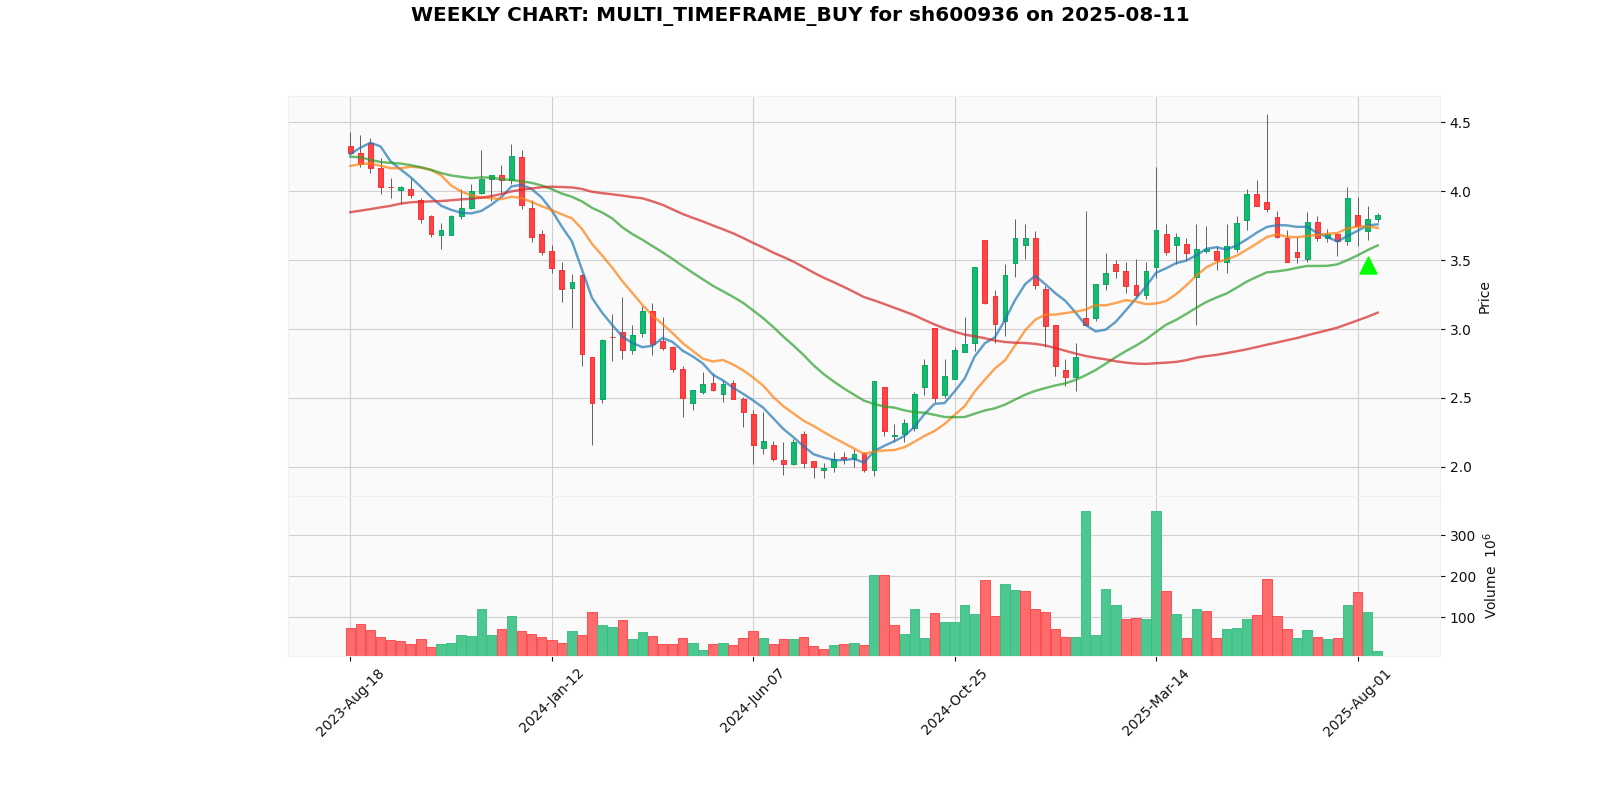 WEEKLY CHART: MULTI_TIMEFRAME_BUY for sh600936 on 2025-08-11
4.5
4.0
3.5
3.0
2.5
2.0
Price
300
200
100
Volume 10⁶
2023-Aug-18
2024-Jan-12
2024-Jun-07
2024-Oct-25
2025-Mar-14
2025-Aug-01